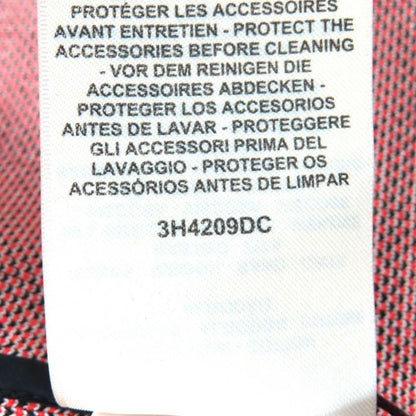 PROTÉGER LES ACCESSOIRES
AVANT ENTRETIEN - PROTECT THE
ACCESSORIES BEFORE CLEANING
- VOR DEM REINIGEN DIE
ACCESSOIRES ABDECKEN -
PROTEGER LOS ACCESORIOS
ANTES DE LAVAR - PROTEGGERE
GLI ACCESSORI PRIMA DEL
LAVAGGIO - PROTEGER OS
ACESSÓRIOS ANTES DE LIMPAR
3H4209DC